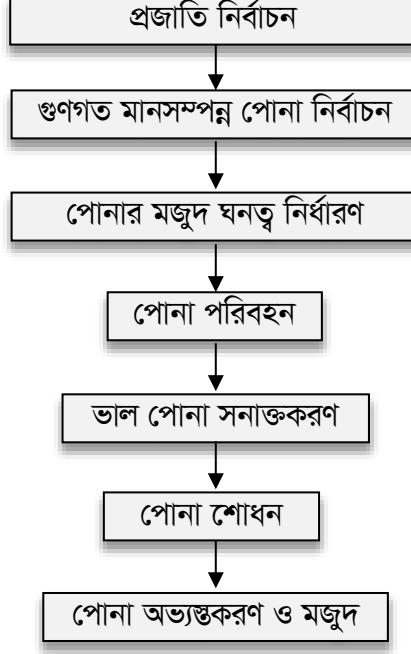 প্রজাতি নির্বাচন
গুণগত মানসম্পন্ন পোনা নির্বাচন
পোনার মজুদ ঘনত্ব নির্ধারণ
পোনা পরিবহন
ভাল পোনা সনাক্তকরণ
পোনা শোধন
পোনা অভ্যস্তকরণ ও মজুদ